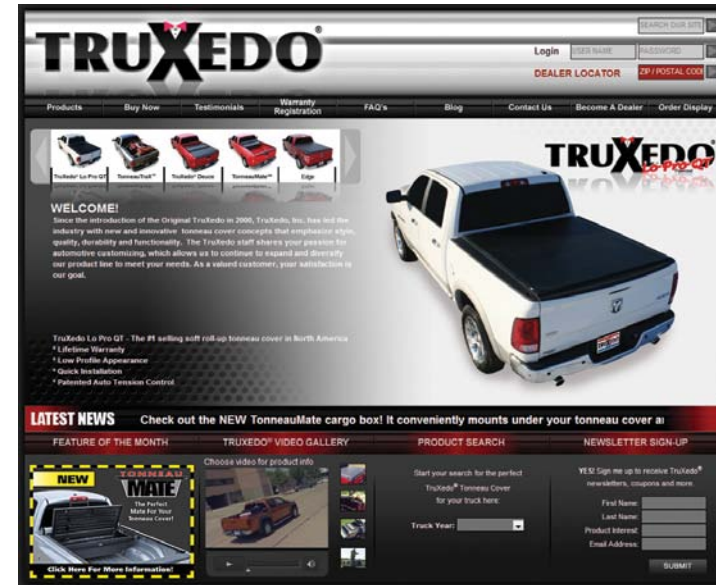 TRUXEDO®
SEARCH OUR SITE
Login USER NAME PASSWORD
DEALER LOCATOR ZIP / POSTAL CODE
Products Buy Now Testimonials Warranty Registration FAQ's Blog Contact Us Become A Dealer Order Display
TruXedo® Lo Pro QT TonneauTraX™ TruXedo® Deuce TonneauMate™ Edge
TRUXEDO®
Lo Pro QT
WELCOME!
Since the introduction of the Original TruXedo in 2000, TruXedo, Inc. has led the
industry with new and innovative tonneau cover concepts that emphasize style,
quality, durability and functionality. The TruXedo staff shares your passion for
automotive customizing, which allows us to continue to expand and diversify
our product line to meet your needs. As a valued customer, your satisfaction is
our goal.
TruXedo Lo Pro QT - The #1 selling soft roll-up tonneau cover in North America
* Lifetime Warranty
* Low Profile Appearance
* Quick Installation
* Patented Auto Tension Control
LATEST NEWS Check out the NEW TonneauMate cargo box! It conveniently mounts under your tonneau cover a
FEATURE OF THE MONTH TRUXEDO® VIDEO GALLERY PRODUCT SEARCH NEWSLETTER SIGN-UP
NEW
TONNEAU
MATE
The Perfect
Mate For Your
Tonneau Cover!
Click Here For More Information!
Choose video for product info
Start your search for the perfect
TruXedo® Tonneau Cover
for your truck here:
Truck Year:
YES! Sign me up to receive TruXedo®
newsletters, coupons and more.
First Name:
Last Name:
Product Interest:
Email Address:
SUBMIT